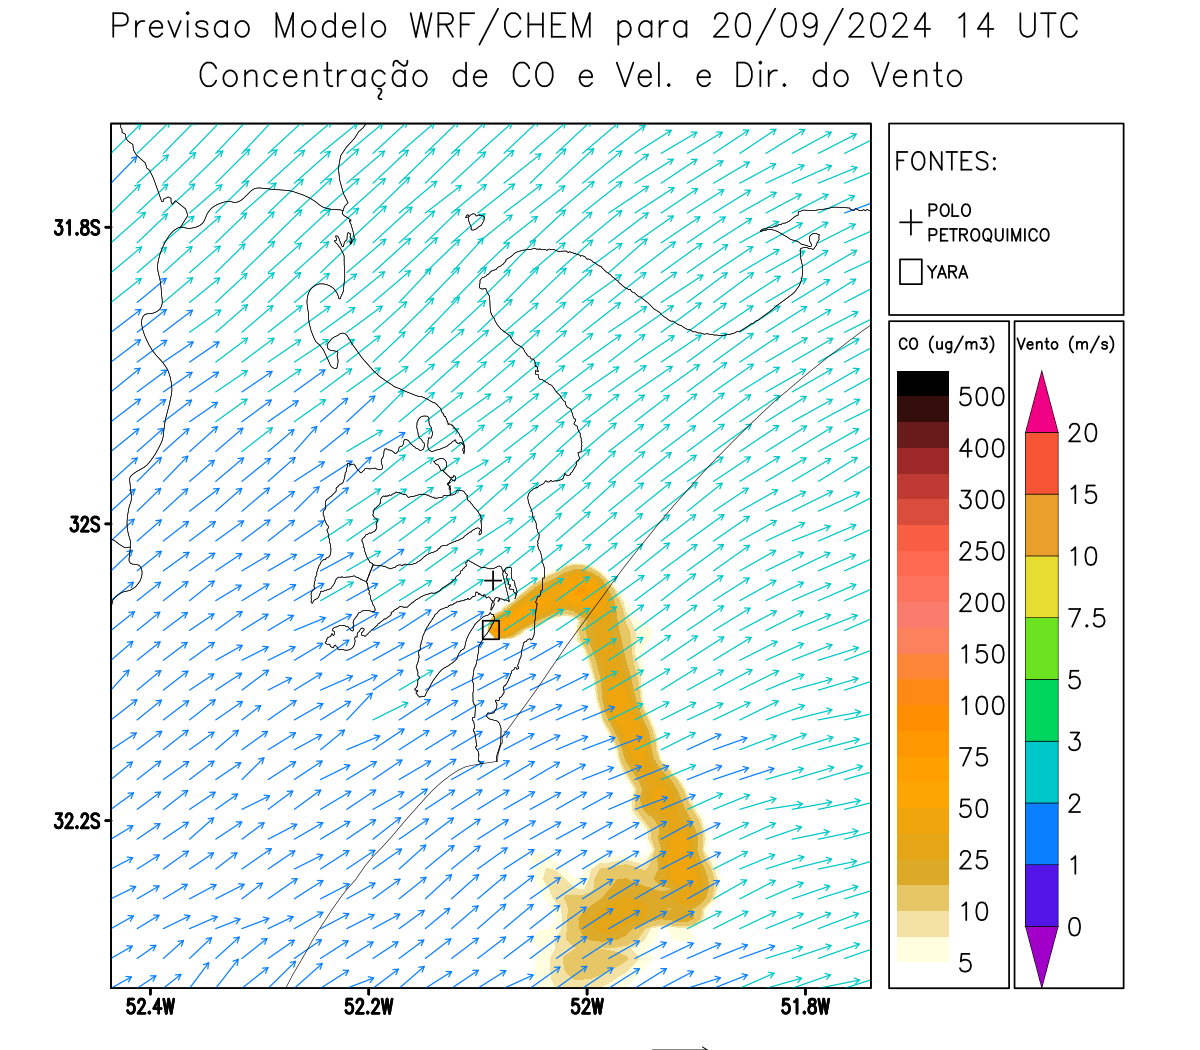 Previsao Modelo WRF/CHEM para 20/09/2024 14 UTC
Concentração de CO e Vel. e Dir. do Vento
FONTES:
POLO
PETROQUIMICO
YARA
31.8S
32S
32.2S
52.4W
52.2W
52W
51.8W
CO (ug/m3)
500
400
300
250
200
150
100
75
50
25
10
5
Vento (m/s)
20
15
10
7.5
5
3
2
1
0